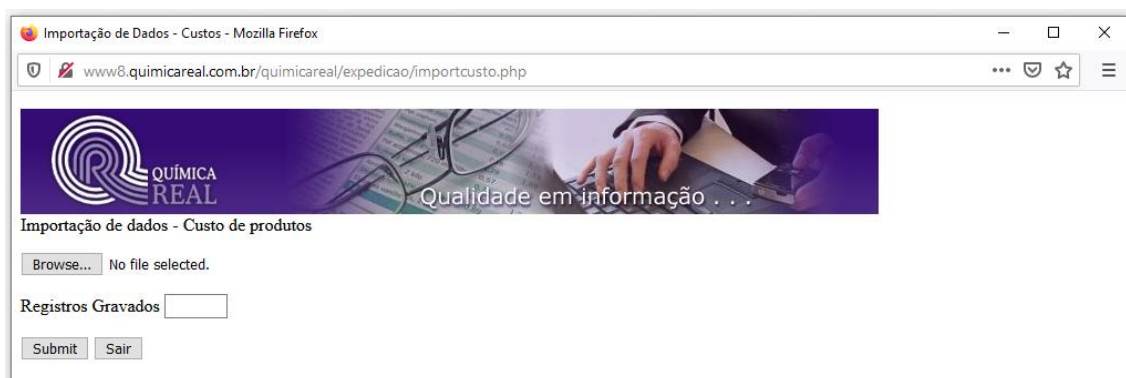 Importação de Dados - Custos - Mozilla Firefox
www8.quimicareal.com.br/quimicareal/expedicao/importcusto.php
QUÍMICA
REAL
Qualidade em informação . . .
Importação de dados - Custo de produtos
Browse... No file selected.
Registros Gravados
Submit Sair